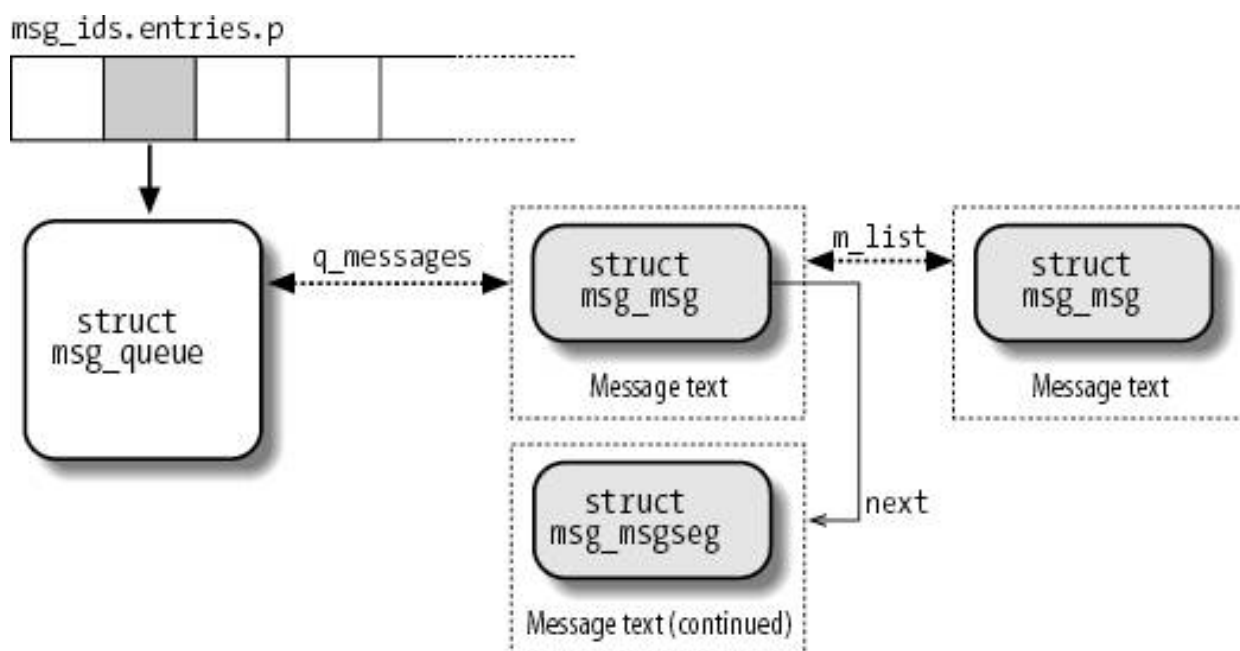 msg_ids.entries.p
q_messages
m_list
struct
msg_queue
struct
msg_msg
Message text
struct
msg_msg
Message text
next
struct
msg_msgseg
Message text (continued)